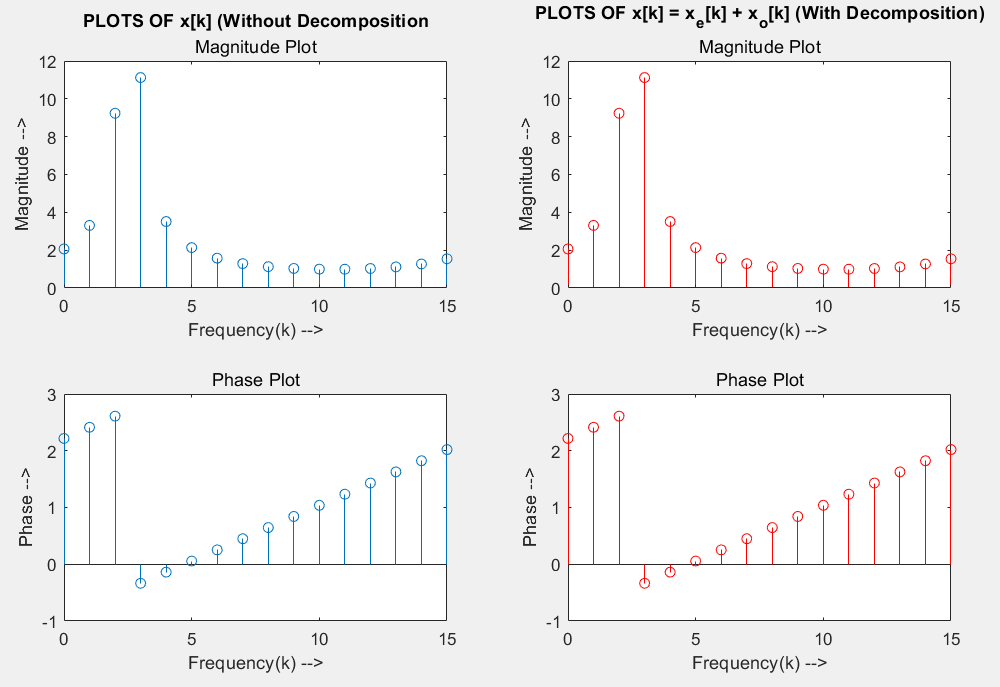 PLOTS OF x[k] (Without Decomposition
Magnitude Plot
12
10
8
6
4
2
0
Magnitude -->
0 5 10 15
Frequency(k) -->
PLOTS OF x[k] = xe[k] + xo[k] (With Decomposition)
Magnitude Plot
12
10
8
6
4
2
0
Magnitude -->
0 5 10 15
Frequency(k) -->
Phase Plot
3
2
1
0
-1
Phase -->
0 5 10 15
Frequency(k) -->
Phase Plot
3
2
1
0
-1
Phase -->
0 5 10 15
Frequency(k) -->